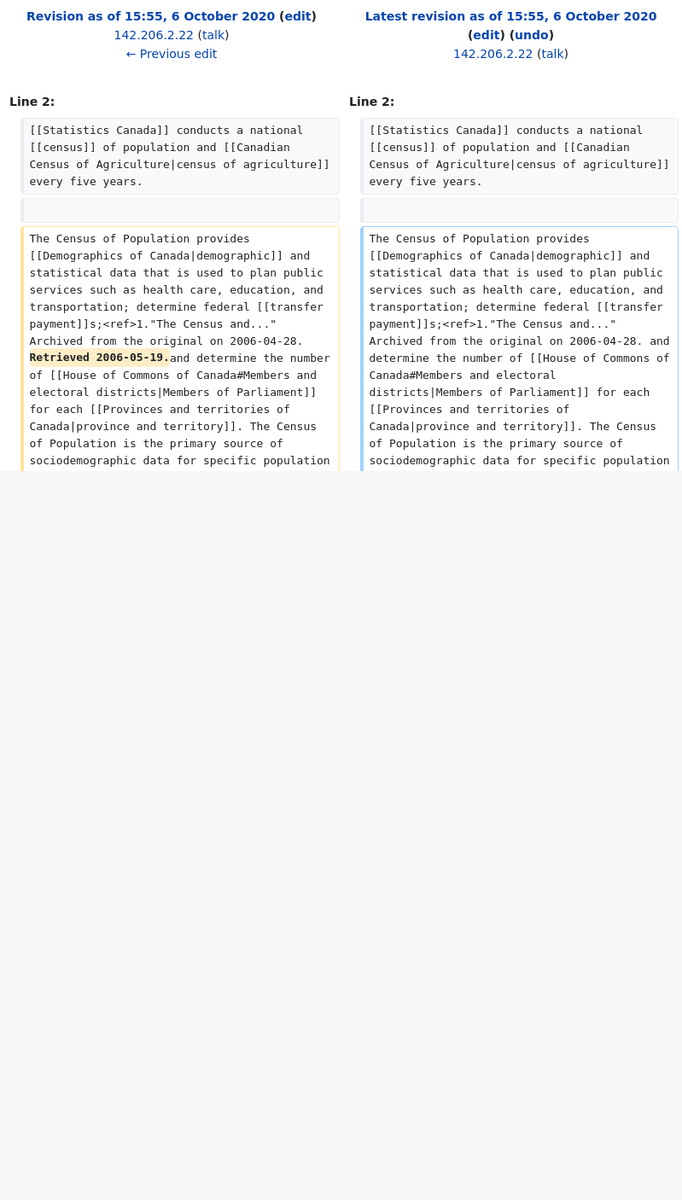 Revision as of 15:55, 6 October 2020 (edit)
142.206.2.22 (talk)
← Previous edit
Line 2:
[[Statistics Canada]] conducts a national
[[census]] of population and [[Canadian
Census of Agriculture|census of agriculture]]
every five years.
The Census of Population provides
[[Demographics of Canada|demographic]] and
statistical data that is used to plan public
services such as health care, education, and
transportation; determine federal [[transfer
payment]]s;<ref>1."The Census and..."
Archived from the original on 2006-04-28.
Retrieved 2006-05-19.and determine the number
of [[House of Commons of Canada#Members and
electoral districts|Members of Parliament]]
for each [[Provinces and territories of
Canada|province and territory]]. The Census
of Population is the primary source of
sociodemographic data for specific population
Latest revision as of 15:55, 6 October 2020
(edit) (undo)
142.206.2.22 (talk)
Line 2:
[[Statistics Canada]] conducts a national
[[census]] of population and [[Canadian
Census of Agriculture|census of agriculture]]
every five years.
The Census of Population provides
[[Demographics of Canada|demographic]] and
statistical data that is used to plan public
services such as health care, education, and
transportation; determine federal [[transfer
payment]]s;<ref>1."The Census and..."
Archived from the original on 2006-04-28. and
determine the number of [[House of Commons of
Canada#Members and electoral
districts|Members of Parliament]] for each
[[Provinces and territories of
Canada|province and territory]]. The Census
of Population is the primary source of
sociodemographic data for specific population